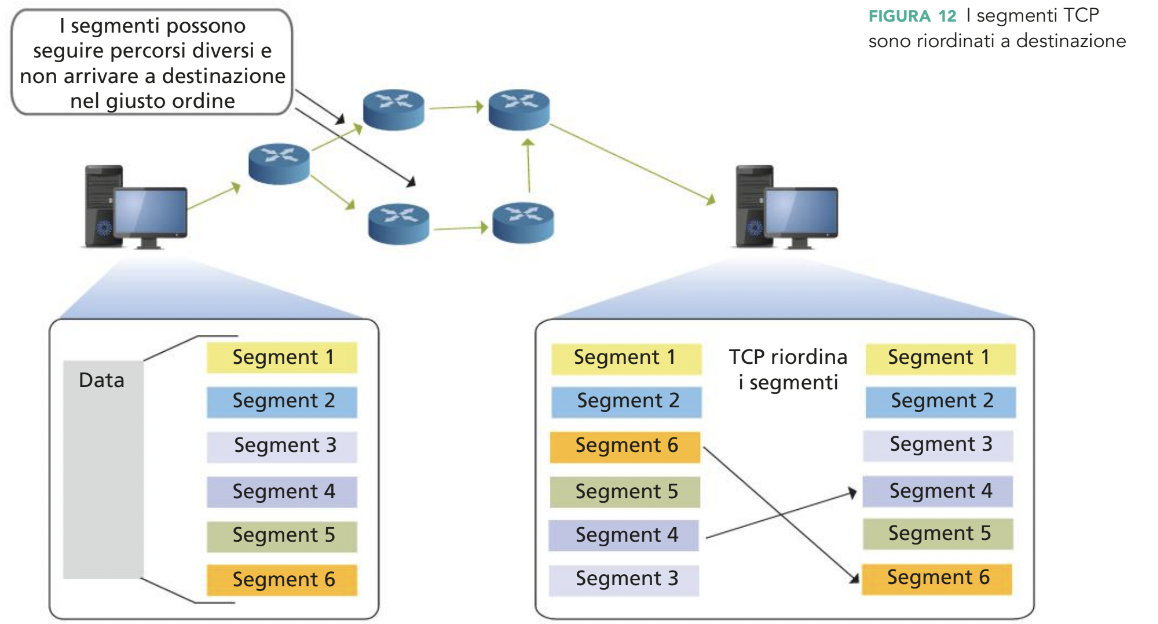 FIGURA 12 I segmenti TCP
sono riordinati a destinazione
I segmenti possono
seguire percorsi diversi e
non arrivare a destinazione
nel giusto ordine
Data
Segment 1
Segment 2
Segment 3
Segment 4
Segment 5
Segment 6
Segment 1
Segment 2
Segment 6
Segment 5
Segment 4
Segment 3
TCP riordina
i segmenti
Segment 1
Segment 2
Segment 3
Segment 4
Segment 5
Segment 6